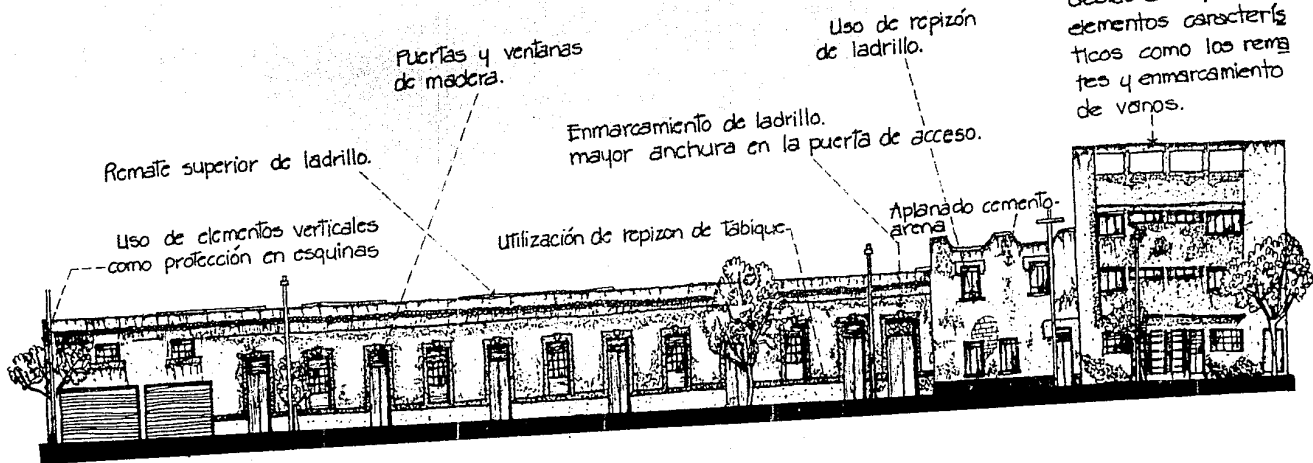 Uso de elementos verticales
como protección en esquinas
Remate superior de ladrillo.
Puertas y ventanas
de madera.
Enmarcamiento de ladrillo.
mayor anchura en la puerta de acceso.
Utilización de repizon de Tabique
Uso de repizón
de ladrillo.
Aplanado cemento-
arena
elementos caracterís
ticos como los rema
tes y enmarcamiento
de vanos.